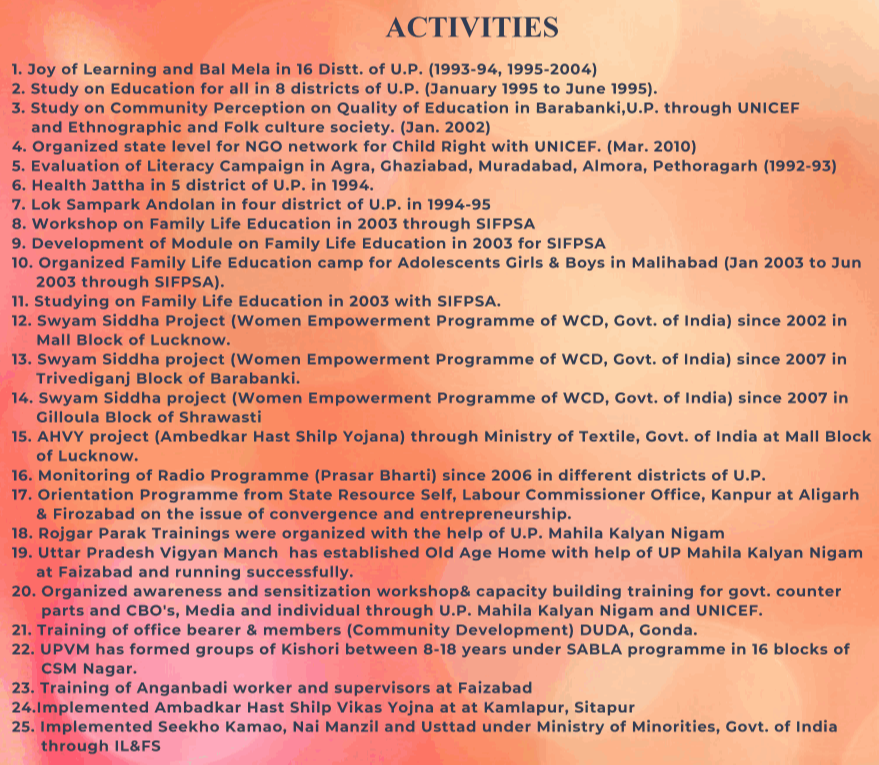 ACTIVITIES
1. Joy of Learning and Bal Mela in 16 Distt. of U.P. (1993-94, 1995-2004)
2. Study on Education for all in 8 districts of U.P. (January 1995 to June 1995).
3. Study on Community Perception on Quality of Education in Barabanki,U.P. through UNICEF
and Ethnographic and Folk culture society. (Jan. 2002)
4. Organized state level for NGO network for Child Right with UNICEF. (Mar. 2010)
5. Evaluation of Literacy Campaign in Agra, Ghaziabad, Muradabad, Almora, Pethoragarh (1992-93)
6. Health Jattha in 5 district of U.P. in 1994.
7. Lok Sampark Andolan in four district of U.P. in 1994-95
8. Workshop on Family Life Education in 2003 through SIFPSA
9. Development of Module on Family Life Education in 2003 for SIFPSA
10. Organized Family Life Education camp for Adolescents Girls & Boys in Malihabad (Jan 2003 to Jun
2003 through SIFPSA).
11. Studying on Family Life Education in 2003 with SIFPSA.
12. Swyam Siddha Project (Women Empowerment Programme of WCD, Govt. of India) since 2002 in
Mall Block of Lucknow.
13. Swyam Siddha project (Women Empowerment Programme of WCD, Govt. of India) since 2007 in
Trivediganj Block of Barabanki.
14. Swyam Siddha project (Women Empowerment Programme of WCD, Govt. of India) since 2007 in
Gilloula Block of Shrawasti
15. AHVY project (Ambedkar Hast Shilp Yojana) through Ministry of Textile, Govt. of India at Mall Block
of Lucknow.
16. Monitoring of Radio Programme (Prasar Bharti) since 2006 in different districts of U.P.
17. Orientation Programme from State Resource Self, Labour Commissioner Office, Kanpur at Aligarh
& Firozabad on the issue of convergence and entrepreneurship.
18. Rojgar Parak Trainings were organized with the help of U.P. Mahila Kalyan Nigam
19. Uttar Pradesh Vigyan Manch has established Old Age Home with help of UP Mahila Kalyan Nigam
at Faizabad and running successfully.
20. Organized awareness and sensitization workshop& capacity building training for govt. counter
parts and CBO's, Media and individual through U.P. Mahila Kalyan Nigam and UNICEF.
21. Training of office bearer & members (Community Development) DUDA, Gonda.
22. UPVM has formed groups of Kishori between 8-18 years under SABLA programme in 16 blocks of
CSM Nagar.
23. Training of Anganbadi worker and supervisors at Faizabad
24.Implemented Ambadkar Hast Shilp Vikas Yojna at at Kamlapur, Sitapur
25. Implemented Seekho Kamao, Nai Manzil and Usttad under Ministry of Minorities, Govt. of India
through IL&FS